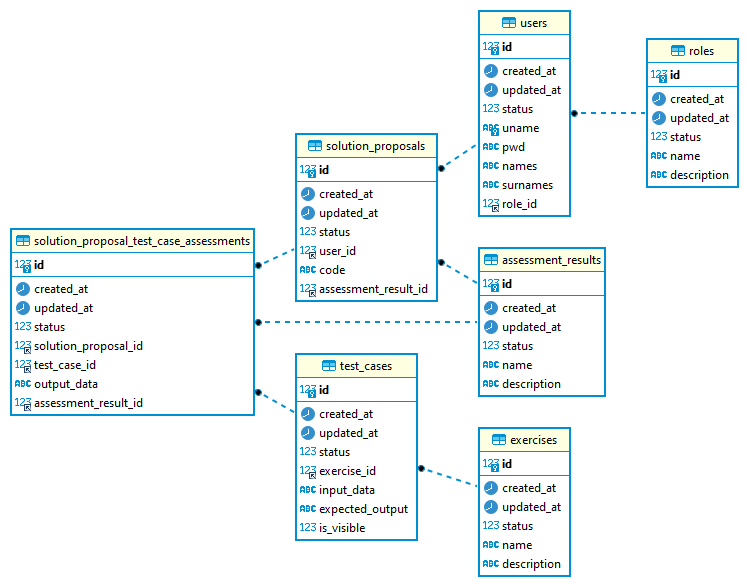 users
123 id
created_at
updated_at
123 status
ABC uname
ABC pwd
ABC names
ABC surnames
123 role_id
roles
123 id
created_at
updated_at
123 status
ABC name
ABC description
solution_proposals
123 id
created_at
updated_at
123 status
123 user_id
ABC code
123 assessment_result_id
solution_proposal_test_case_assessments
123 id
created_at
updated_at
123 status
123 solution_proposal_id
123 test_case_id
ABC output_data
123 assessment_result_id
assessment_results
123 id
created_at
updated_at
123 status
ABC name
ABC description
test_cases
123 id
created_at
updated_at
123 status
123 exercise_id
ABC input_data
ABC expected_output
123 is_visible
exercises
123 id
created_at
updated_at
123 status
ABC name
ABC description